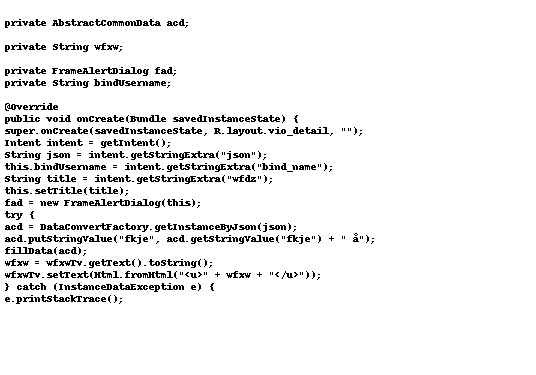 private AbstractCommonData acd;
private String wfxw;
private FrameAlertDialog fad;
private String bindUsername;
@Override
public void onCreate(Bundle savedInstanceState) {
super.onCreate(savedInstanceState, R.layout.vio_detail, "");
Intent intent = getIntent();
String json = intent.getStringExtra("json");
this.bindUsername = intent.getStringExtra("bind_name");
String title = intent.getStringExtra("wfdz");
this.setTitle(title);
fad = new FrameAlertDialog(this);
try {
acd = DataConvertFactory.getInstanceByJson(json);
acd.putStringValue("fkje", acd.getStringValue("fkje") + " å");
fillData(acd);
wfxw = wfxwTv.getText().toString();
wfxwTv.setText(Html.fromHtml("<u>" + wfxw + "</u>"));
} catch (InstanceDataException e) {
e.printStackTrace();